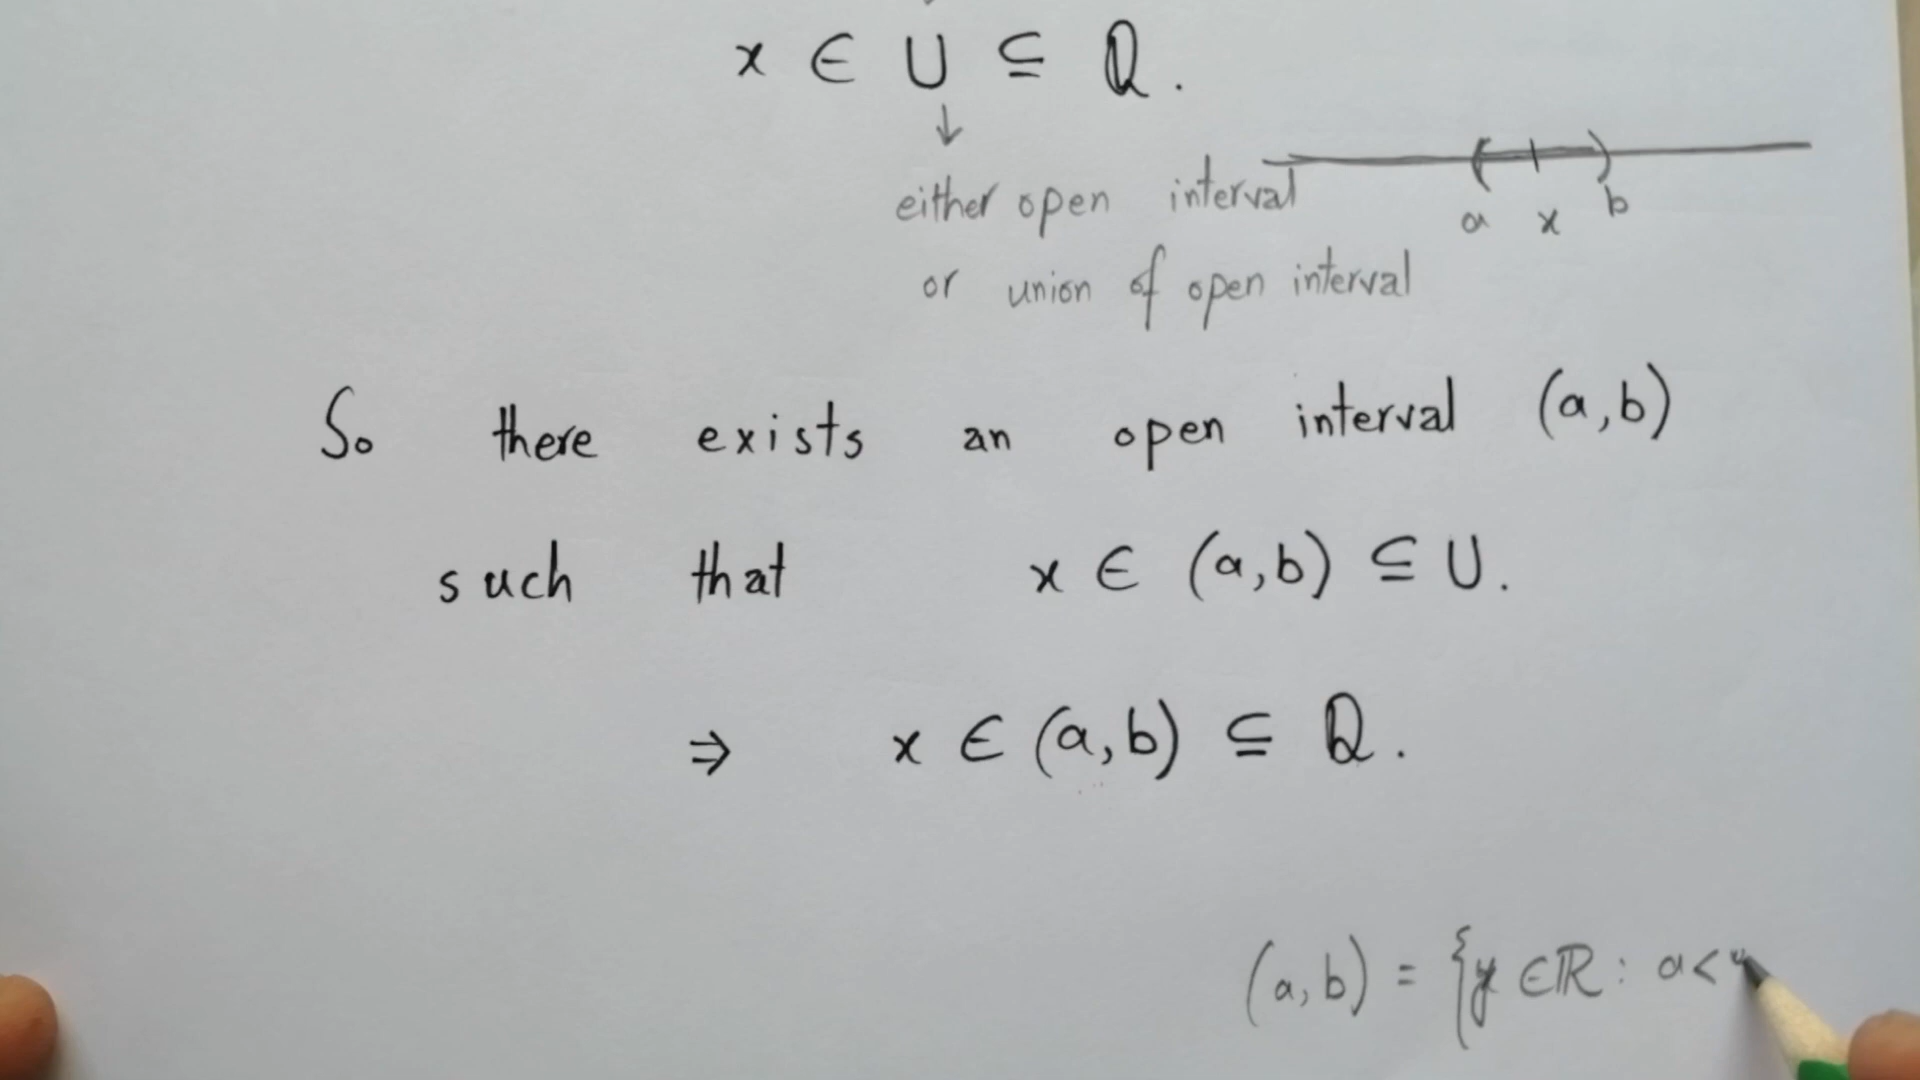 x ∈ U ⊆ ℚ.
↓
either open interval
a x b
or union of open interval
So there exists an open interval (a,b)
such that x ∈ (a,b) ⊆ U.
⇒ x ∈ (a,b) ⊆ ℚ.
(a,b) = {y ∈ ℝ : a <